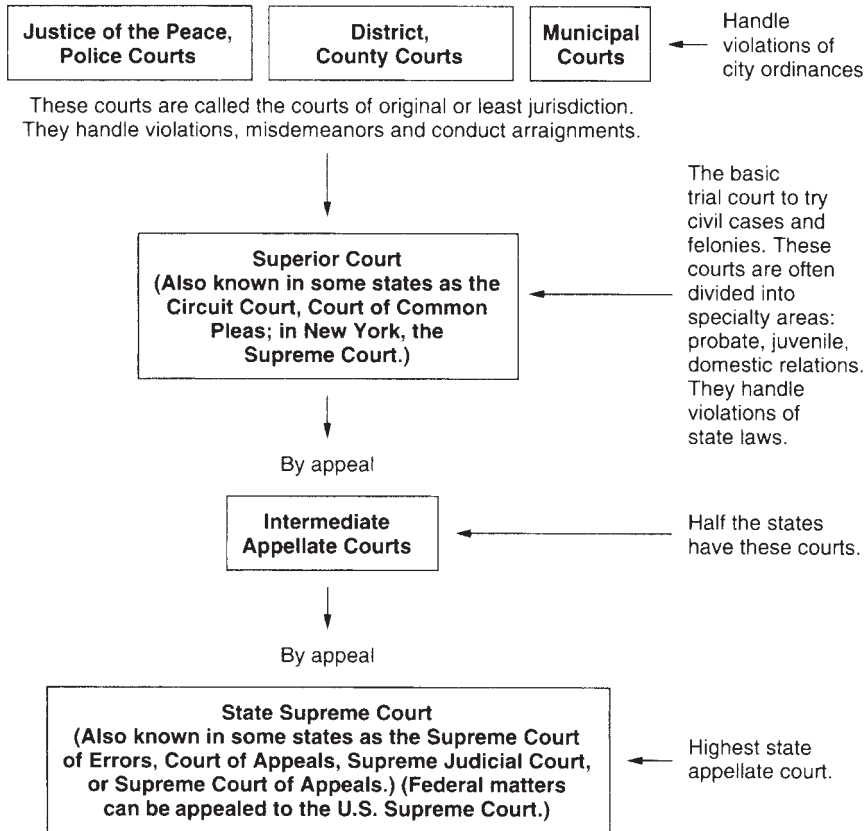 Justice of the Peace,
Police Courts
District,
County Courts
Municipal
Courts
Handle
violations of
city ordinances
These courts are called the courts of original or least jurisdiction.
They handle violations, misdemeanors and conduct arraignments.
The basic
trial court to try
civil cases and
felonies. These
courts are often
divided into
specialty areas:
probate, juvenile,
domestic relations.
They handle
violations of
state laws.
Superior Court
(Also known in some states as the
Circuit Court, Court of Common
Pleas; in New York, the
Supreme Court.)
By appeal
Intermediate
Appellate Courts
Half the states
have these courts.
By appeal
State Supreme Court
(Also known in some states as the Supreme Court
of Errors, Court of Appeals, Supreme Judicial Court,
or Supreme Court of Appeals.) (Federal matters
can be appealed to the U.S. Supreme Court.)
Highest state
appellate court.